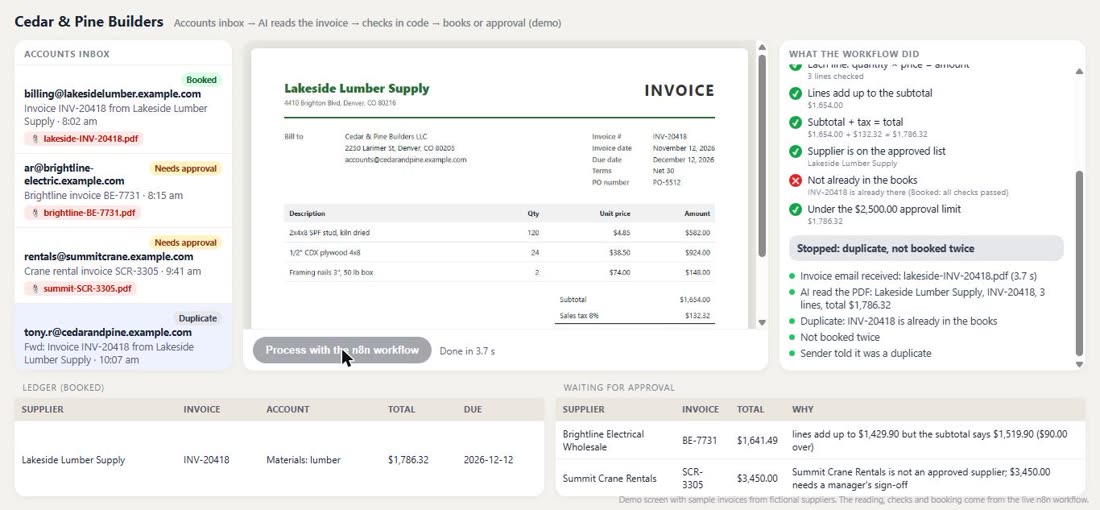 Cedar & Pine Builders
Accounts inbox → AI reads the invoice → checks in code → books or approval (demo)
ACCOUNTS INBOX
Booked
billing@lakesidelumber.example.com
Invoice INV-20418 from Lakeside Lumber
Supply · 8:02 am
lakeside-INV-20418.pdf
ar@brightline-
electric.example.com
Needs approval
Brightline invoice BE-7731 · 8:15 am
brightline-BE-7731.pdf
Needs approval
rentals@summitcrane.example.com
Crane rental invoice SCR-3305 · 9:41 am
summit-SCR-3305.pdf
Duplicate
tony.r@cedarandpine.example.com
Fwd: Invoice INV-20418 from Lakeside
Lumber Supply · 10:07 am
Lakeside Lumber Supply
4410 Brighton Blvd, Denver, CO 80216
INVOICE
Bill to
Cedar & Pine Builders LLC
2250 Larimer St, Denver, CO 80205
accounts@cedarandpine.example.com
Invoice # INV-20418
Invoice date November 12, 2026
Due date December 12, 2026
Terms Net 30
PO number PO-5512
Description Qty Unit price Amount
2x4x8 SPF stud, kiln dried 120 $4.85 $582.00
1/2" CDX plywood 4x8 24 $38.50 $924.00
Framing nails 3", 50 lb box 2 $74.00 $148.00
Subtotal $1,654.00
Sales tax 8% $132.32
Process with the n8n workflow
Done in 3.7 s
WHAT THE WORKFLOW DID
Each line: quantity × price = amount
3 lines checked
Lines add up to the subtotal
$1,654.00
Subtotal + tax = total
$1,654.00 + $132.32 = $1,786.32
Supplier is on the approved list
Lakeside Lumber Supply
Not already in the books
INV-20418 is already there (Booked: all checks passed)
Under the $2,500.00 approval limit
$1,786.32
Stopped: duplicate, not booked twice
Invoice email received: lakeside-INV-20418.pdf (3.7 s)
AI read the PDF: Lakeside Lumber Supply, INV-20418, 3
lines, total $1,786.32
Duplicate: INV-20418 is already in the books
Not booked twice
Sender told it was a duplicate
LEDGER (BOOKED)
SUPPLIER INVOICE ACCOUNT TOTAL DUE
Lakeside Lumber Supply INV-20418 Materials: lumber $1,786.32 2026-12-12
WAITING FOR APPROVAL
SUPPLIER INVOICE TOTAL WHY
Brightline Electrical
Wholesale
BE-7731 $1,641.49
lines add up to $1,429.90 but the subtotal says $1,519.90 ($90.00
over)
Summit Crane Rentals
SCR-
3305
$3,450.00
Summit Crane Rentals is not an approved supplier; $3,450.00
needs a manager's sign-off
Demo screen with sample invoices from fictional suppliers. The reading, checks and booking come from the live n8n workflow.